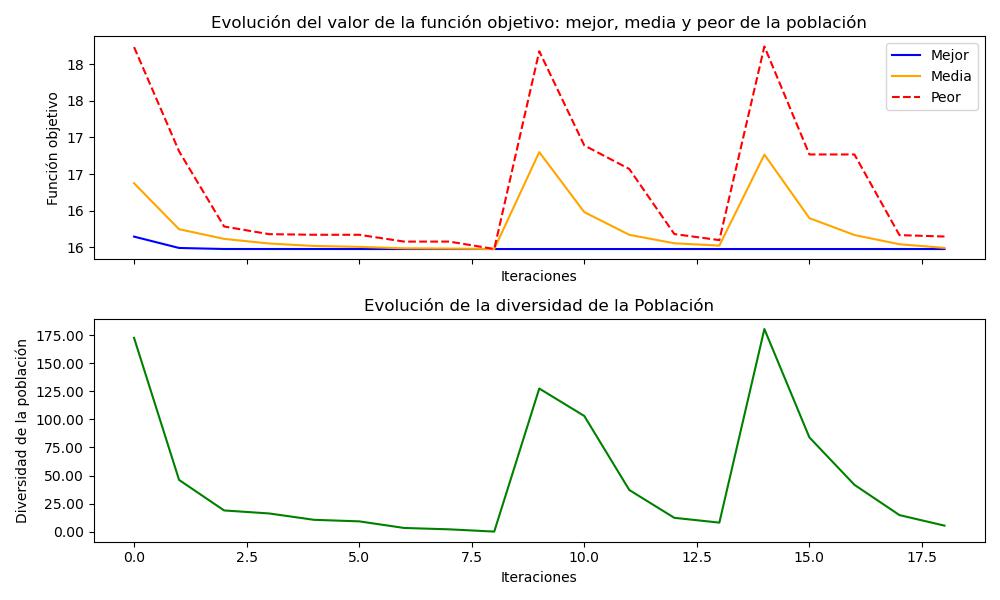 Evolución del valor de la función objetivo: mejor, media y peor de la población
Función objetivo
18
18
17
17
16
16
Mejor
Media
Peor
Iteraciones
Evolución de la diversidad de la Población
Diversidad de la población
175.00
150.00
125.00
100.00
75.00
50.00
25.00
0.00
0.0 2.5 5.0 7.5 10.0 12.5 15.0 17.5
Iteraciones